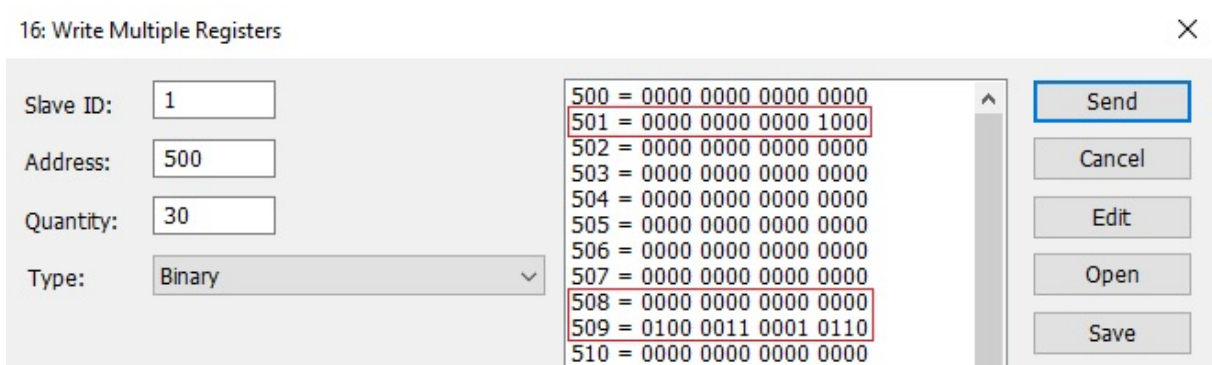 16: Write Multiple Registers
Slave ID: 1
Address: 500
Quantity: 30
Type: Binary
500 = 0000 0000 0000 0000
501 = 0000 0000 0000 1000
502 = 0000 0000 0000 0000
503 = 0000 0000 0000 0000
504 = 0000 0000 0000 0000
505 = 0000 0000 0000 0000
506 = 0000 0000 0000 0000
507 = 0000 0000 0000 0000
508 = 0000 0000 0000 0000
509 = 0100 0011 0001 0110
510 = 0000 0000 0000 0000
Send
Cancel
Edit
Open
Save